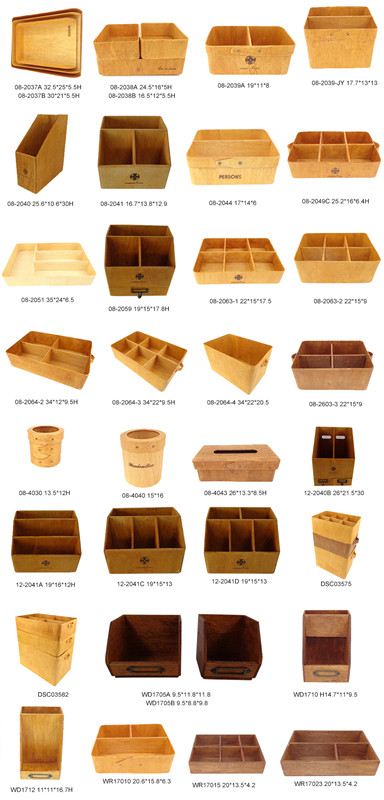 08-2037A 32.5*25*5.5H
08-2037B 30*21*5.5H
08-2038A 24.5*16*5H
08-2038B 16.5*12*5.5H
08-2039A 19*11*8
08-2039-JY 17.7*13*13
08-2040 25.6*10.6*30H
08-2041 16.7*13.8*12.9
PERSONS
08-2044 17*14*6
08-2049C 25.2*16*6.4H
08-2051 35*24*6.5
08-2059 19*15*17.8H
08-2063-1 22*15*17.5
08-2063-2 22*15*9
08-2064-2 34*12*9.5H
08-2064-3 34*22*9.5H
08-2064-4 34*22*20.5
08-2603-3 22*15*9
08-4030 13.5*12H
08-4040 15*16
08-4043 26*13.3*8.5H
12-2040B 26*21.5*30
12-2041A 19*16*12H
12-2041C 19*15*13
12-2041D 19*15*13
DSC03575
DSC03582
WD1705A 9.5*11.8*11.8
WD1705B 9.5*8.8*9.8
WD1710 H14.7*11*9.5
WD1712 11*11*16.7H
WR17010 20.6*15.8*6.3
WR17015 20*13.5*4.2
WR17023 20*13.5*4.2